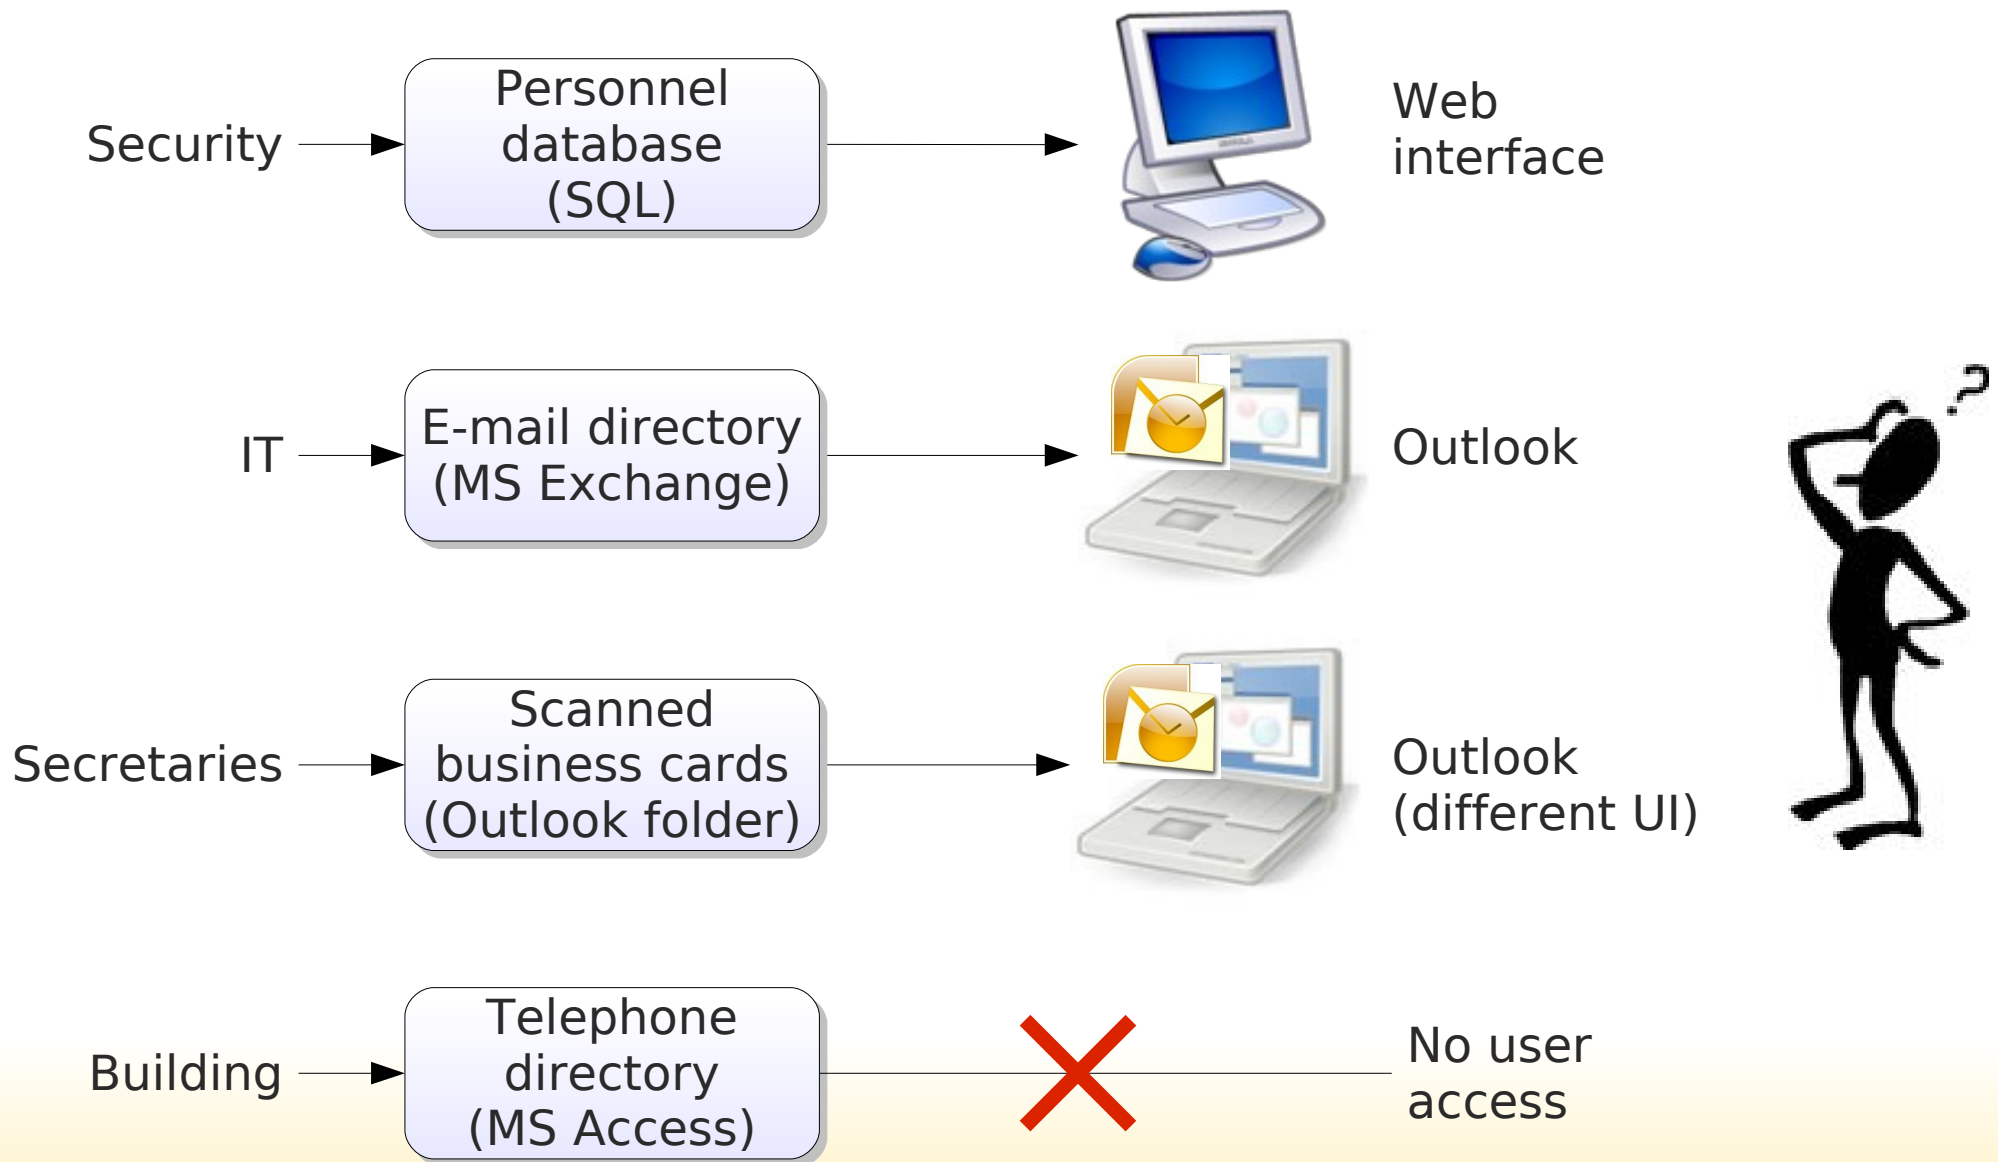 Security
Personnel
database
(SQL)
Web
interface
IT
E-mail directory
(MS Exchange)
Outlook
?
Secretaries
Scanned
business cards
(Outlook folder)
Outlook
(different UI)
Building
Telephone
directory
(MS Access)
No user
access